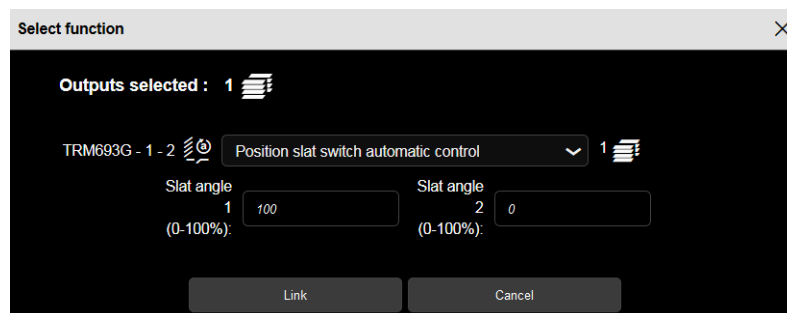 Select function
Outputs selected : 1
TRM693G - 1 - 2 Position slat switch automatic control 1
Slat angle 1 (0-100%): 100 Slat angle 2 (0-100%): 0
Link Cancel